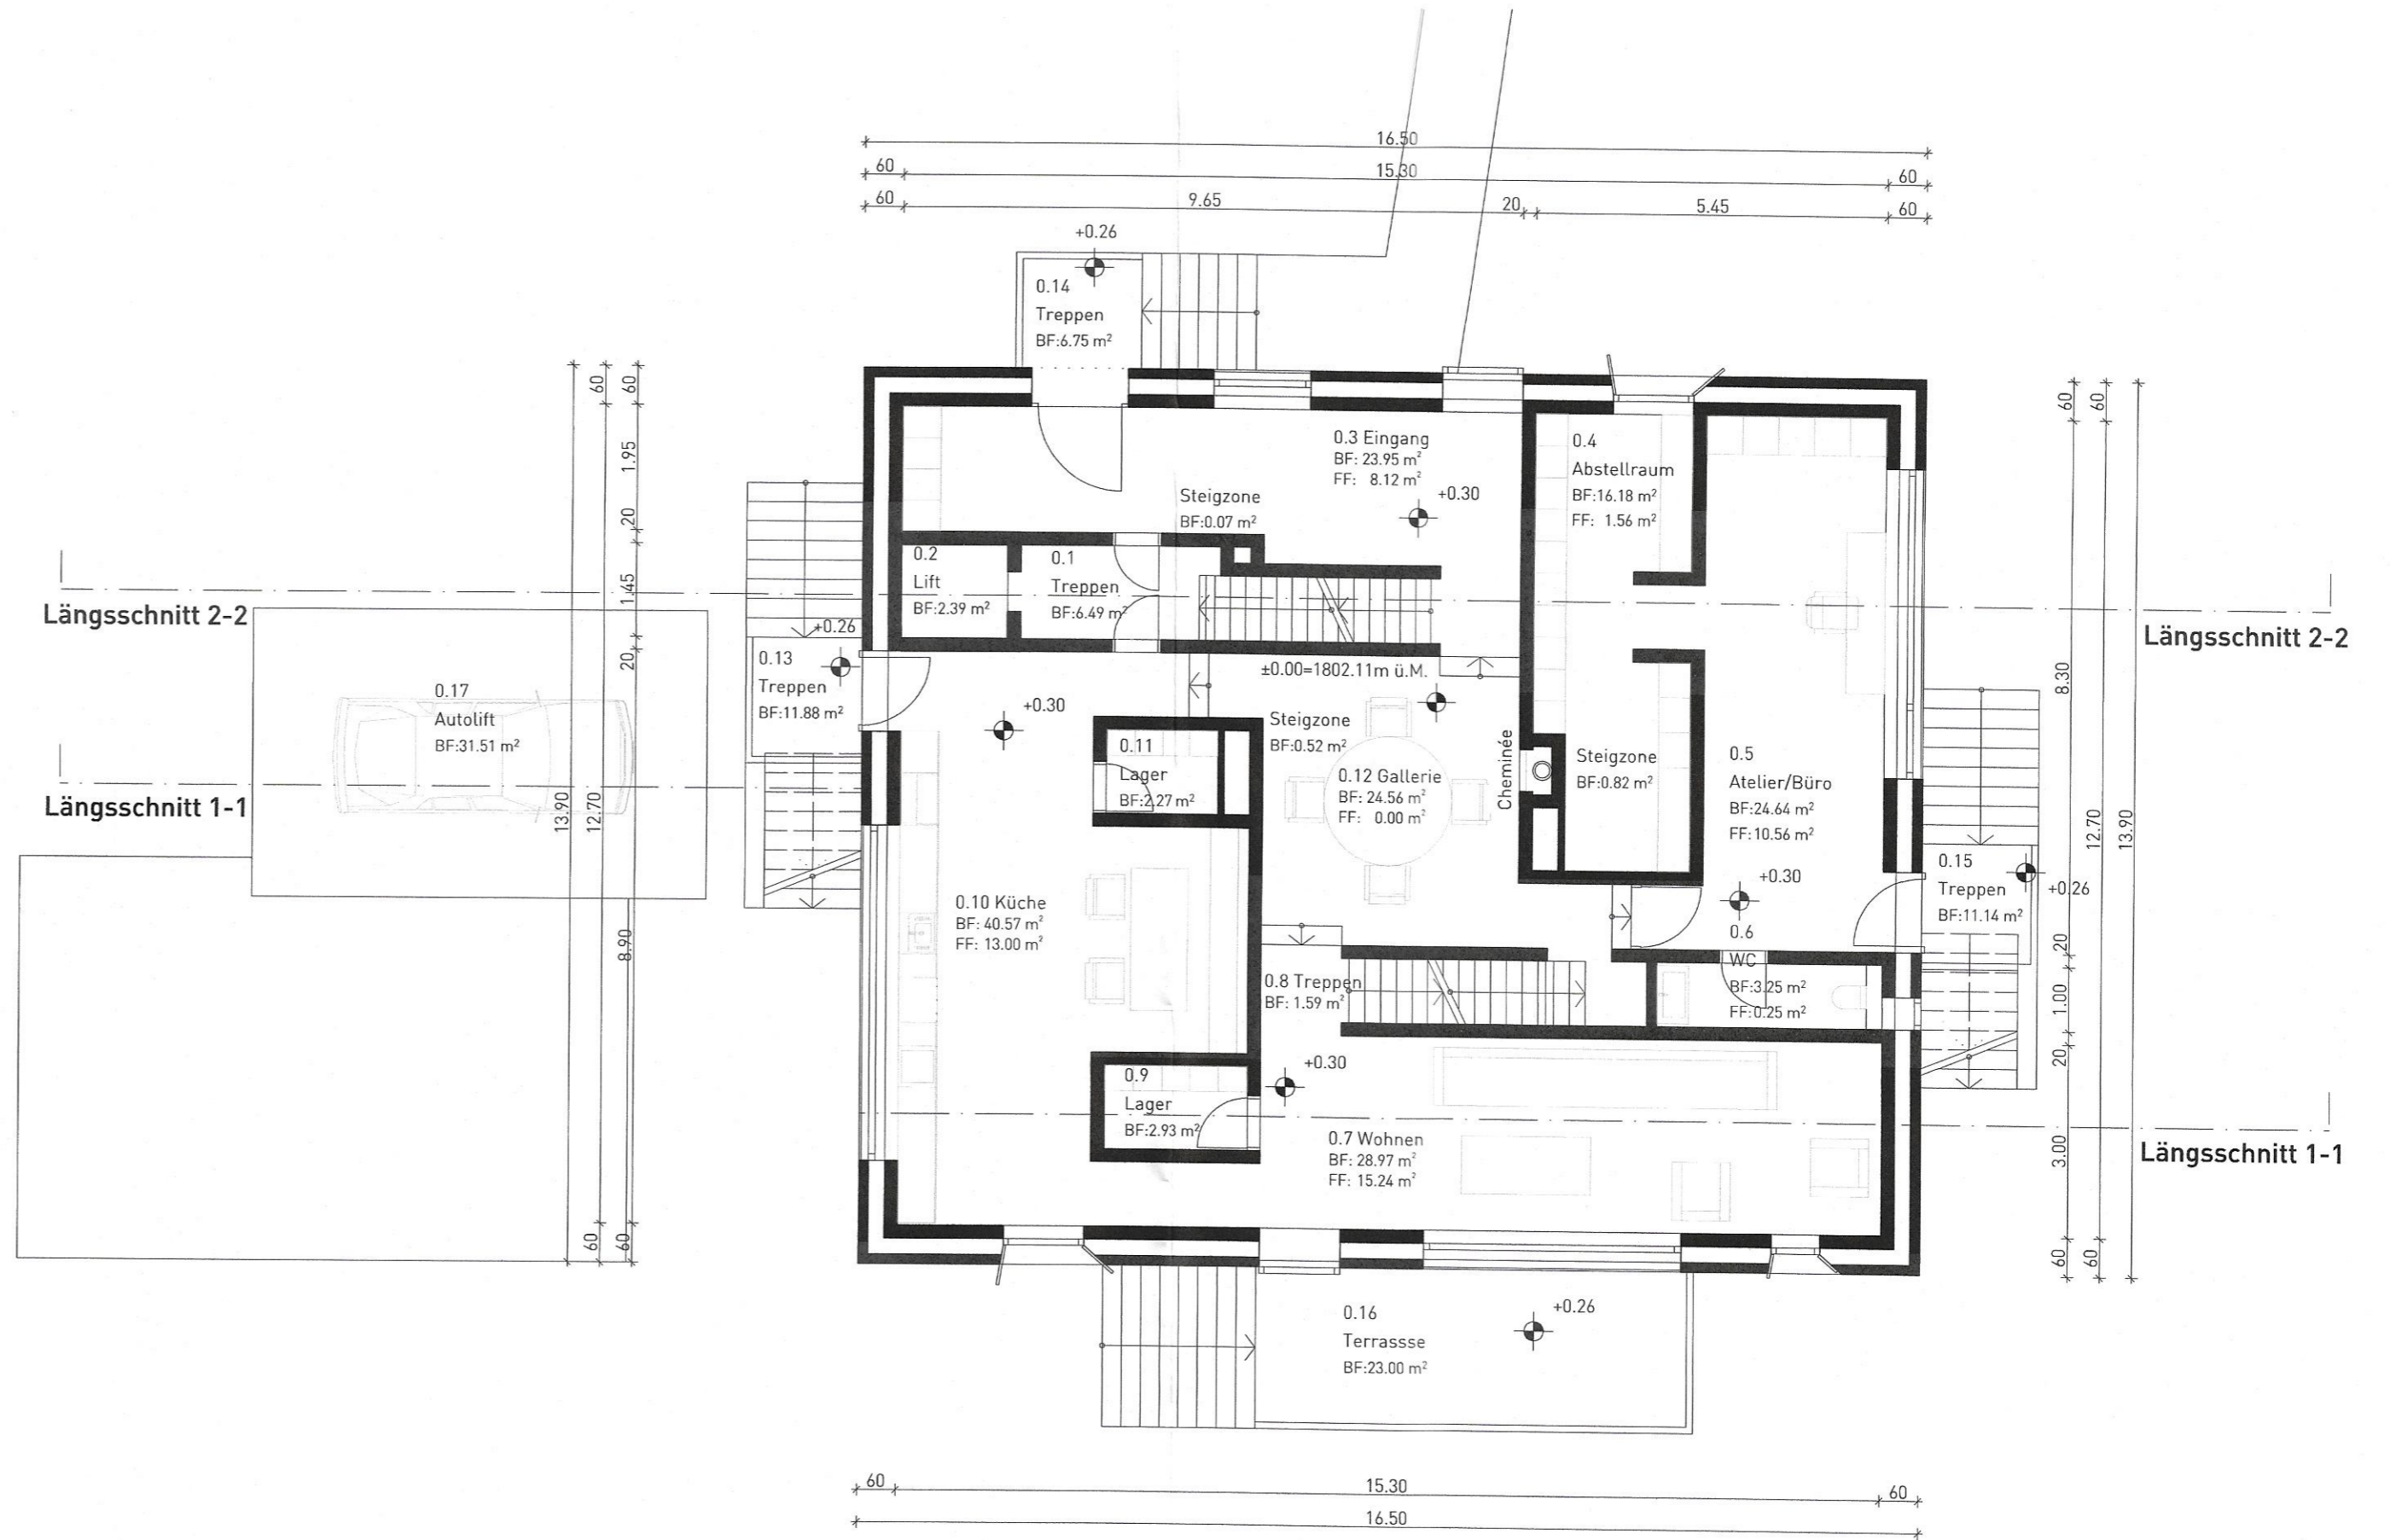 16.50
60 15.30 60
60 9.65 20 5.45 60
+0.26
0.14
Treppen
BF:6.75 m²
60 60 60 60
1.95
20
1.45
20
8.90
60 60
12.70
13.90
0.3 Eingang
BF: 23.95 m²
FF: 8.12 m²
+0.30
Steigzone
BF:0.07 m²
0.4
Abstellraum
BF:16.18 m²
FF: 1.56 m²
0.2
Lift
BF:2.39 m²
0.1
Treppen
BF:6.49 m²
Längsschnitt 2-2
Längsschnitt 2-2
+0.26
0.13
Treppen
BF:11.88 m²
±0.00=1802.11m ü.M.
0.17
Autolift
BF:31.51 m²
Längsschnitt 1-1
+0.30
Steigzone
BF:0.52 m²
0.11
Lager
BF:2.27 m²
0.12 Gallerie
BF: 24.56 m²
FF: 0.00 m²
Cheminée
Steigzone
BF:0.82 m²
0.5
Atelier/Büro
BF:24.64 m²
FF:10.56 m²
+0.30
0.15
Treppen
BF:11.14 m²
+0.26
0.10 Küche
BF: 40.57 m²
FF: 13.00 m²
0.6
WC
BF:3.25 m²
FF:0.25 m²
0.8 Treppen
BF: 1.59 m²
+0.30
0.9
Lager
BF:2.93 m²
0.7 Wohnen
BF: 28.97 m²
FF: 15.24 m²
8.30
20
1.00
20
3.00
60 60
12.70
13.90
Längsschnitt 1-1
0.16
Terrassse
BF:23.00 m²
+0.26
60 15.30 60
16.50